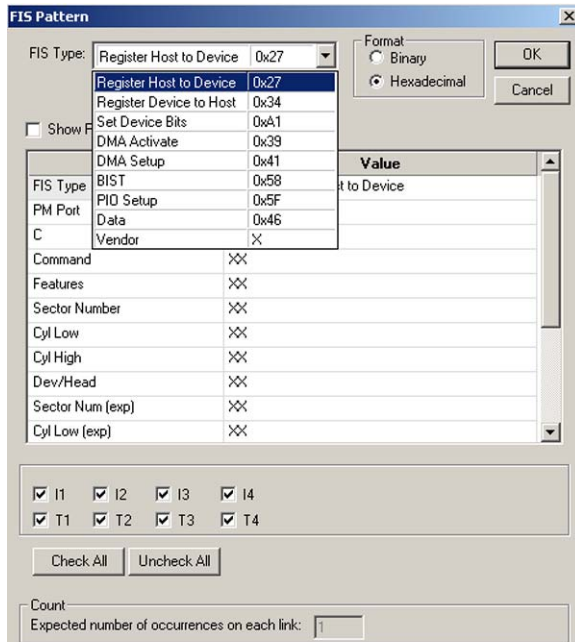 FIS Pattern
FIS Type: Register Host to Device 0x27
Format
Binary
Hexadecimal
OK
Cancel
Register Host to Device 0x27
Register Device to Host 0x34
Set Device Bits 0xA1
DMA Activate 0x39
DMA Setup 0x41
BIST 0x58
PIO Setup 0x5F
Data 0x46
Vendor X
Show F
Value
FIS Type t to Device
PM Port
C
Command XX
Features XX
Sector Number XX
Cyl Low XX
Cyl High XX
Dev/Head XX
Sector Num (exp) XX
Cyl Low (exp) XX
I1 I2 I3 I4
T1 T2 T3 T4
Check All Uncheck All
Count
Expected number of occurrences on each link: 1